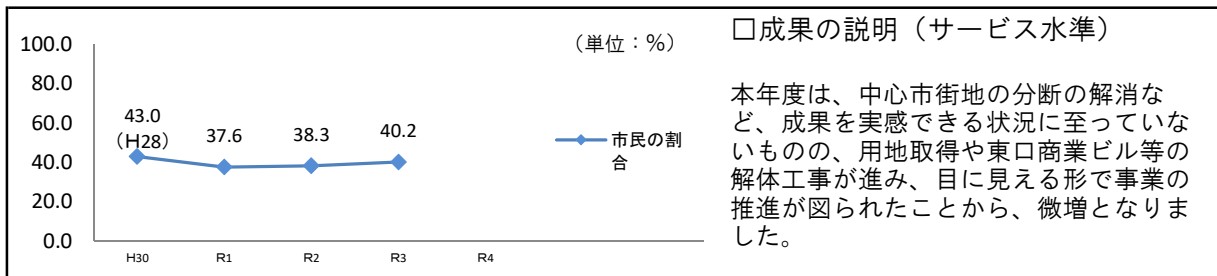 100.0
80.0
60.0
40.0
20.0
0.0
（単位：％）
43.0
（H28）
37.6
38.3
40.2
市民の割
合
H30
R1
R2
R3
R4
□成果の説明（サービス水準）
本年度は、中心市街地の分断の解消な
ど、成果を実感できる状況に至っていな
いものの、用地取得や東口商業ビル等の
解体工事が進み、目に見える形で事業の
推進が図られたことから、微増となりま
した。